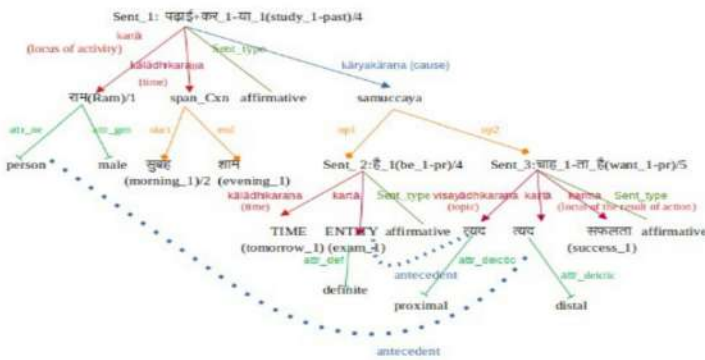 Sent_1: पढ़ाई+कर_1-या_1(study_1-past)/4
kartā
(locus of activity)
kālādhikaraṇa
(time)
Sent_type
kāryakāraṇa (cause)
राम(Ram)/1
span_Cxn
affirmative
samuccaya
attr_gen
start
end
op1
op2
person
male
सुबह
(morning_1)/2
शाम
(evening_1)
Sent_ 2:है_1(be_1-pr)/4
Sent_3:चाह_1-ता_है(want_1-pr)/5
kālādhikaraṇa
(time)
kartā
Sent_type
viṣayādhikaraṇa
(topic)
kartā
karma
(locus of the result of action)
Sent_type
TIME
(tomorrow_1)
ENTITY
(exam_1)
affirmative
त्यद
त्यद
सफलता
(success_1)
affirmative
attr_def
antecedent
attr_deictic
attr_deictic
definite
proximal
distal
antecedent